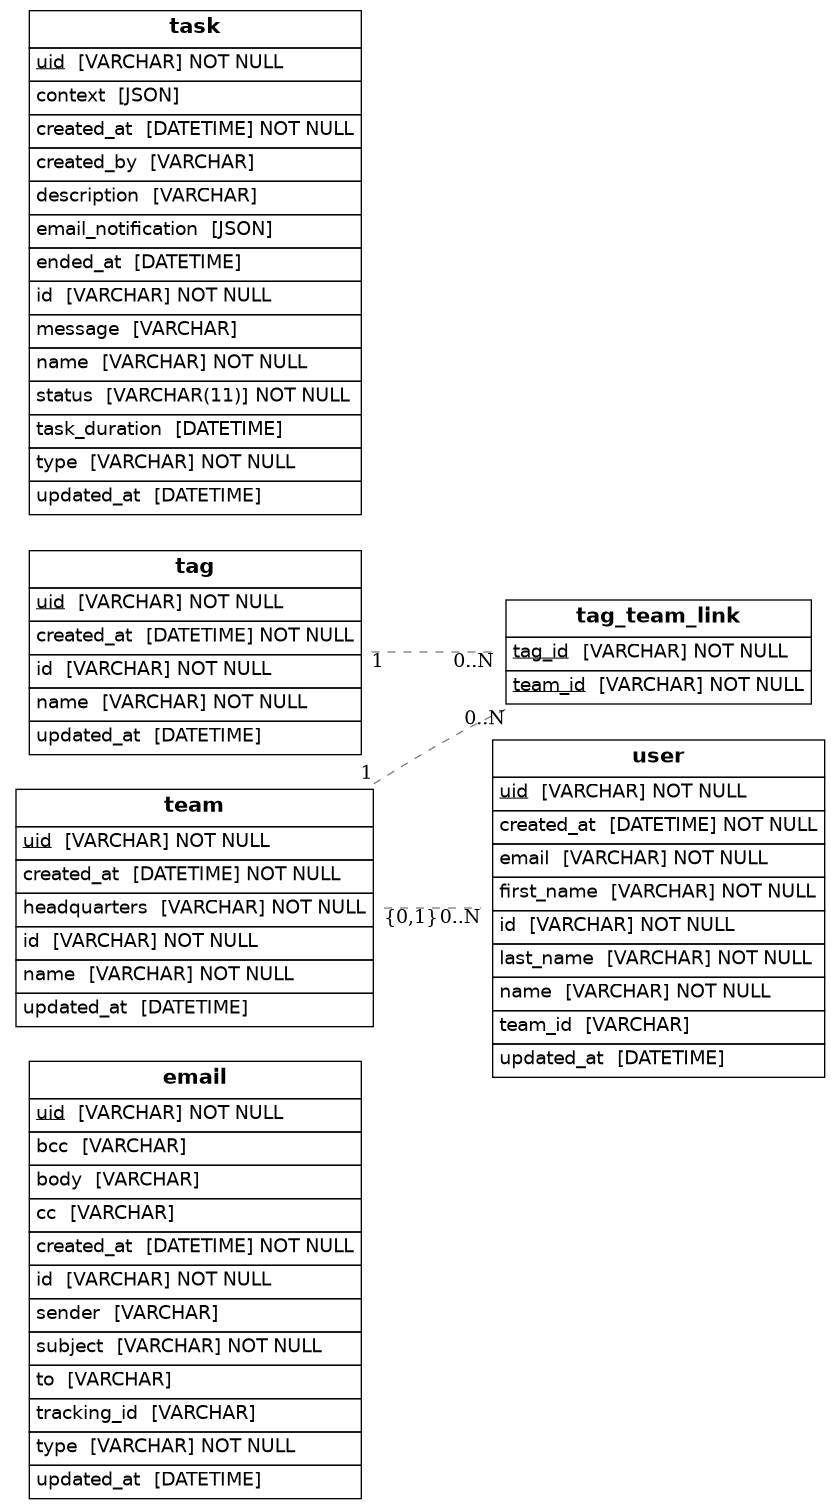 task
uid [VARCHAR] NOT NULL
context [JSON]
created_at [DATETIME] NOT NULL
created_by [VARCHAR]
description [VARCHAR]
email_notification [JSON]
ended_at [DATETIME]
id [VARCHAR] NOT NULL
message [VARCHAR]
name [VARCHAR] NOT NULL
status [VARCHAR(11)] NOT NULL
task_duration [DATETIME]
type [VARCHAR] NOT NULL
updated_at [DATETIME]
tag
uid [VARCHAR] NOT NULL
created_at [DATETIME] NOT NULL
id [VARCHAR] NOT NULL
name [VARCHAR] NOT NULL
updated_at [DATETIME]
1 0..N
tag_team_link
tag_id [VARCHAR] NOT NULL
team_id [VARCHAR] NOT NULL
0..N
1
team
uid [VARCHAR] NOT NULL
created_at [DATETIME] NOT NULL
headquarters [VARCHAR] NOT NULL
id [VARCHAR] NOT NULL
name [VARCHAR] NOT NULL
updated_at [DATETIME]
{0,1} 0..N
user
uid [VARCHAR] NOT NULL
created_at [DATETIME] NOT NULL
email [VARCHAR] NOT NULL
first_name [VARCHAR] NOT NULL
id [VARCHAR] NOT NULL
last_name [VARCHAR] NOT NULL
name [VARCHAR] NOT NULL
team_id [VARCHAR]
updated_at [DATETIME]
email
uid [VARCHAR] NOT NULL
bcc [VARCHAR]
body [VARCHAR]
cc [VARCHAR]
created_at [DATETIME] NOT NULL
id [VARCHAR] NOT NULL
sender [VARCHAR]
subject [VARCHAR] NOT NULL
to [VARCHAR]
tracking_id [VARCHAR]
type [VARCHAR] NOT NULL
updated_at [DATETIME]